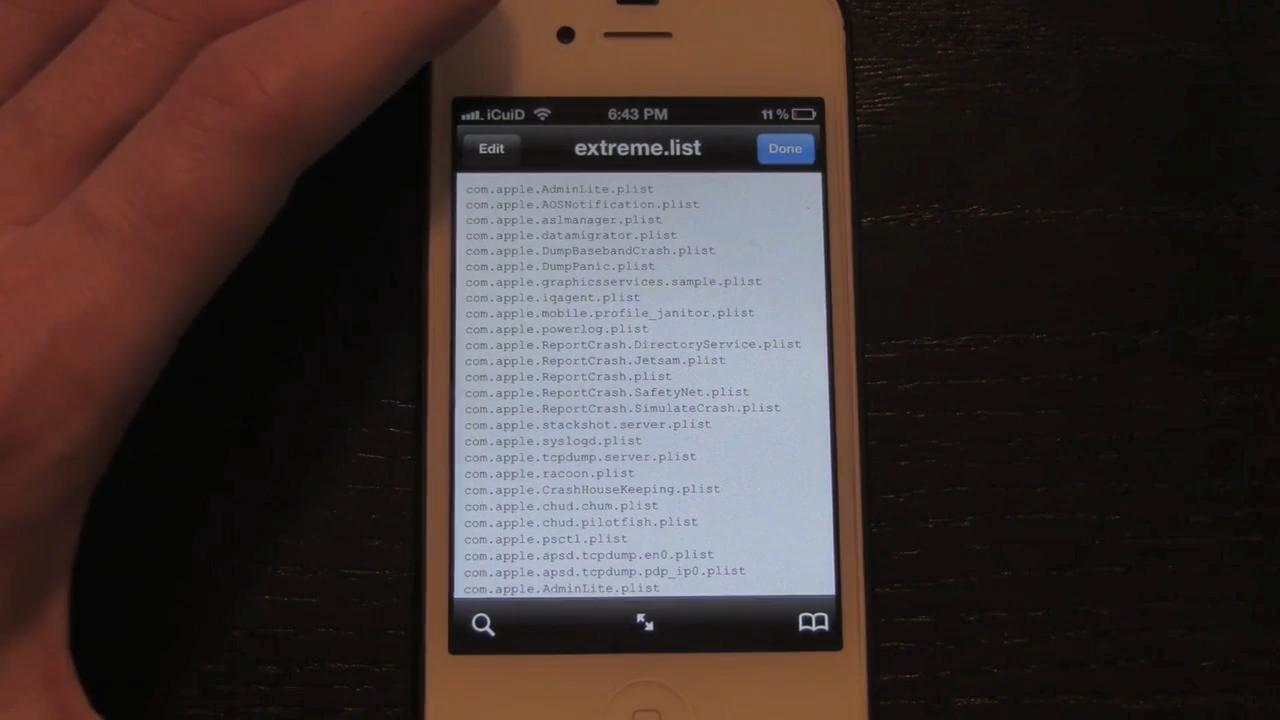 iCuiD 6:43 PM 11 %
Edit extreme.list Done
com.apple.AdminLite.plist
com.apple.AOSNotification.plist
com.apple.aslmanager.plist
com.apple.datamigrator.plist
com.apple.DumpBasebandCrash.plist
com.apple.DumpPanic.plist
com.apple.graphicsservices.sample.plist
com.apple.iqagent.plist
com.apple.mobile.profile_janitor.plist
com.apple.powerlog.plist
com.apple.ReportCrash.DirectoryService.plist
com.apple.ReportCrash.Jetsam.plist
com.apple.ReportCrash.plist
com.apple.ReportCrash.SafetyNet.plist
com.apple.ReportCrash.SimulateCrash.plist
com.apple.stackshot.server.plist
com.apple.syslogd.plist
com.apple.tcpdump.server.plist
com.apple.racoon.plist
com.apple.CrashHouseKeeping.plist
com.apple.chud.chum.plist
com.apple.chud.pilotfish.plist
com.apple.psctl.plist
com.apple.apsd.tcpdump.en0.plist
com.apple.apsd.tcpdump.pdp_ip0.plist
com.apple.AdminLite.plist